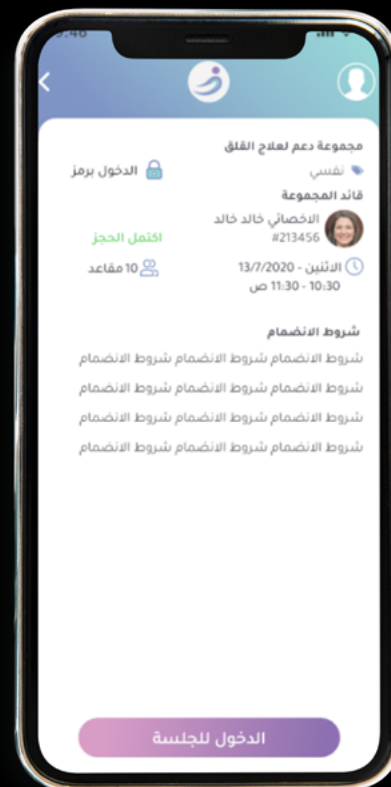 9:46
مجموعة دعم لعلاج القلق
نفسي
الدخول برمز
قائد المجموعة
الاخصائي خالد خالد
#213456
اكتمل الحجز
الاثنين - 13/7/2020
10:30 - 11:30 ص
10 مقاعد
شروط الانضمام
شروط الانضمام شروط الانضمام شروط الانضمام
شروط الانضمام شروط الانضمام شروط الانضمام
شروط الانضمام شروط الانضمام شروط الانضمام
شروط الانضمام شروط الانضمام شروط الانضمام
الدخول للجلسة